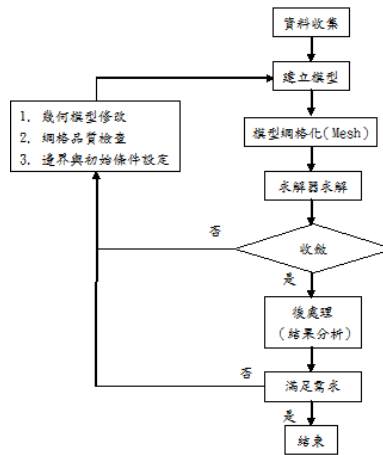 資料收集
建立模型
1. 幾何模型修改
2. 網格品質檢查
3. 邊界與初始條件設定
模型網格化(Mesh)
求解器求解
否
收斂
是
後處理
(結果分析)
否
滿足需求
是
結束